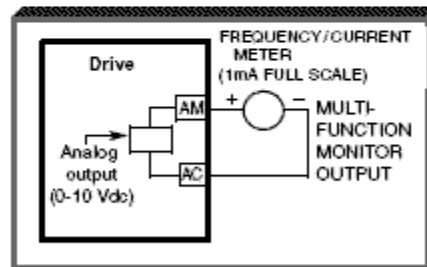 FREQUENCY/CURRENT
METER
(1mA FULL SCALE)
Drive
AM
+
−
MULTI-
FUNCTION
MONITOR
OUTPUT
Analog
output
(0-10 Vdc)
AC